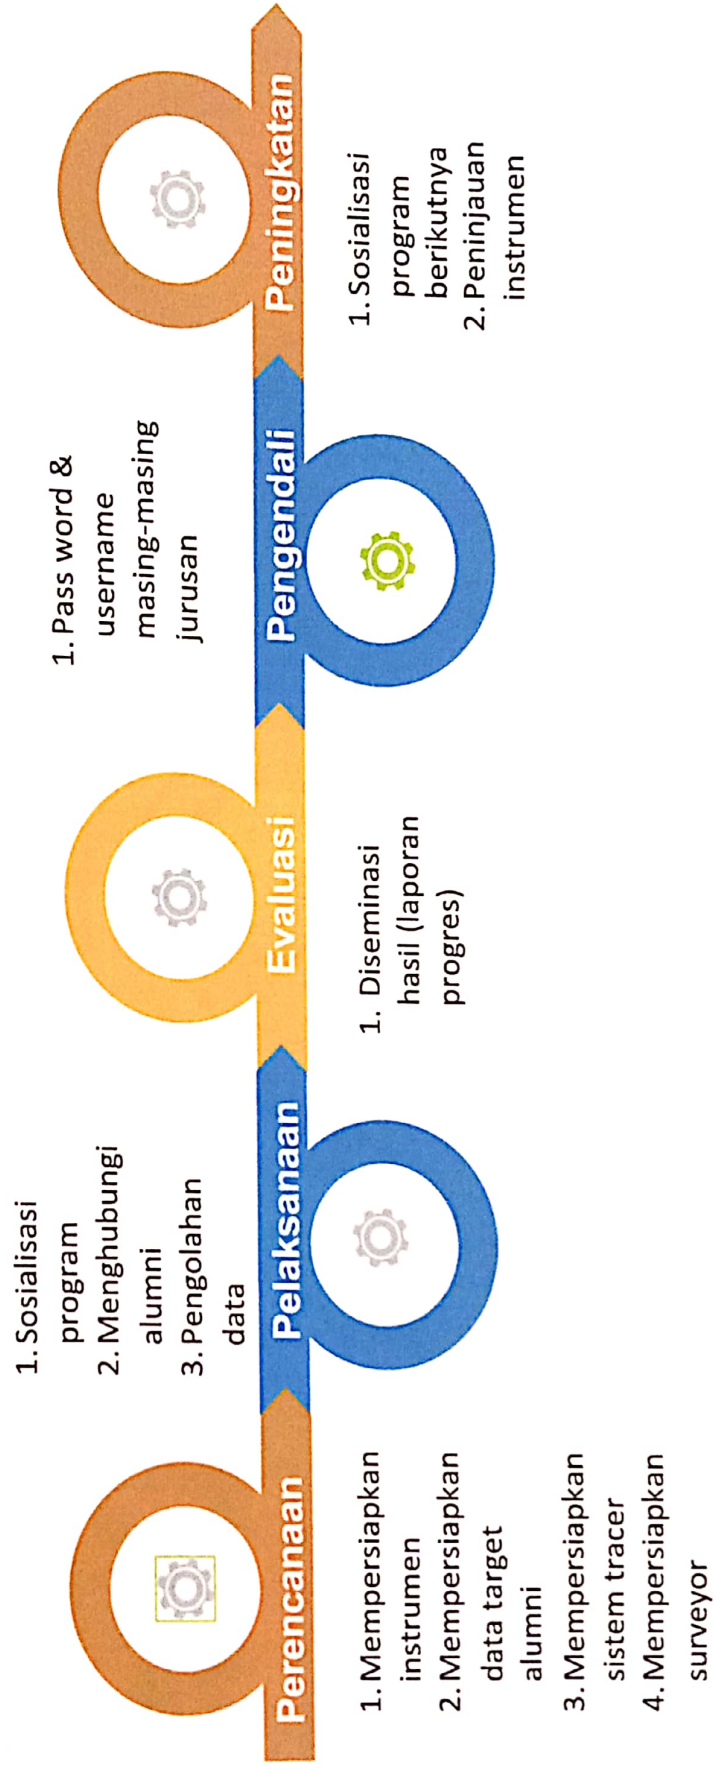 Perencanaan
1. Mempersiapkan
instrumen
2. Mempersiapkan
data target
alumni
3. Mempersiapkan
sistem tracer
4. Mempersiapkan
surveyor
Pelaksanaan
1. Sosialisasi
program
2. Menghubungi
alumni
3. Pengolahan
data
Evaluasi
1. Diseminasi
hasil (laporan
progres)
Pengendali
1. Pass word &
username
masing-masing
jurusan
Peningkatan
1. Sosialisasi
program
berikutnya
2. Peninjauan
instrumen